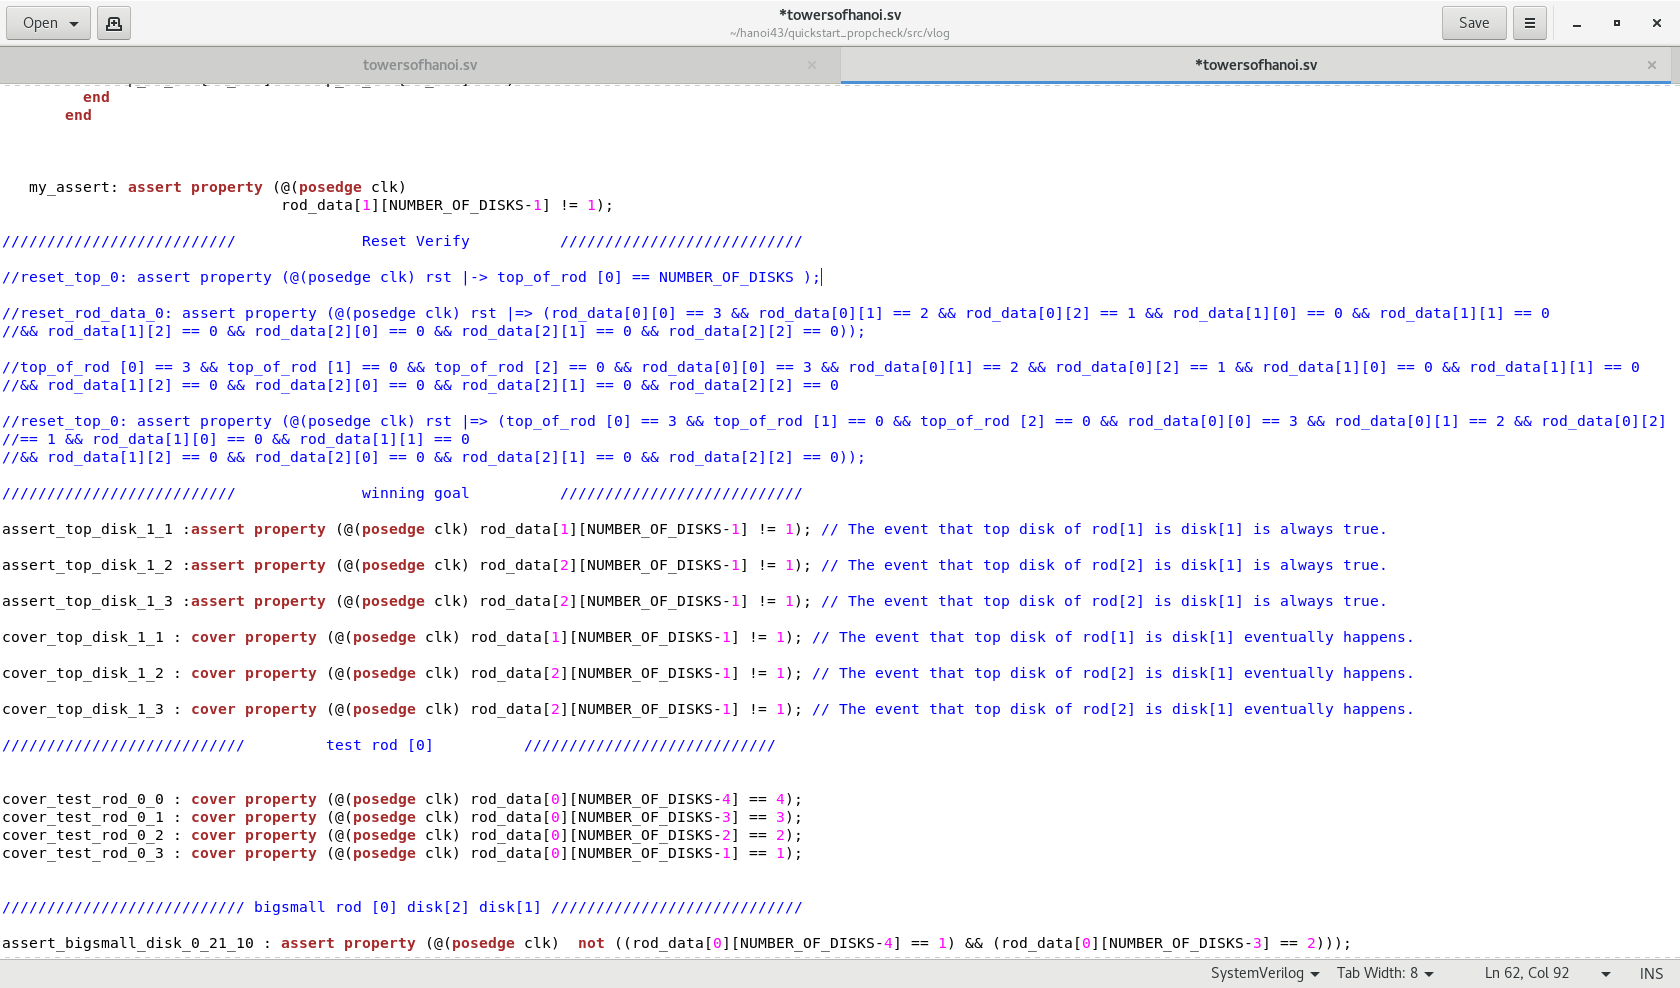 Open
*towersofhanoi.sv
~/hanoi43/quickstart_propcheck/src/vlog
Save
towersofhanoi.sv
*towersofhanoi.sv
end
end
my_assert: assert property (@(posedge clk)
rod_data[1][NUMBER_OF_DISKS-1] != 1);
////////////////////////// Reset Verify ///////////////////////////
//reset_top_0: assert property (@(posedge clk) rst |-> top_of_rod [0] == NUMBER_OF_DISKS );
//reset_rod_data_0: assert property (@(posedge clk) rst |=> (rod_data[0][0] == 3 && rod_data[0][1] == 2 && rod_data[0][2] == 1 && rod_data[1][0] == 0 && rod_data[1][1] == 0
//&& rod_data[1][2] == 0 && rod_data[2][0] == 0 && rod_data[2][1] == 0 && rod_data[2][2] == 0));
//top_of_rod [0] == 3 && top_of_rod [1] == 0 && top_of_rod [2] == 0 && rod_data[0][0] == 3 && rod_data[0][1] == 2 && rod_data[0][2] == 1 && rod_data[1][0] == 0 && rod_data[1][1] == 0
//&& rod_data[1][2] == 0 && rod_data[2][0] == 0 && rod_data[2][1] == 0 && rod_data[2][2] == 0
//reset_top_0: assert property (@(posedge clk) rst |=> (top_of_rod [0] == 3 && top_of_rod [1] == 0 && top_of_rod [2] == 0 && rod_data[0][0] == 3 && rod_data[0][1] == 2 && rod_data[0][2]
//== 1 && rod_data[1][0] == 0 && rod_data[1][1] == 0
//&& rod_data[1][2] == 0 && rod_data[2][0] == 0 && rod_data[2][1] == 0 && rod_data[2][2] == 0));
////////////////////////// winning goal ///////////////////////////
assert_top_disk_1_1 :assert property (@(posedge clk) rod_data[1][NUMBER_OF_DISKS-1] != 1); // The event that top disk of rod[1] is disk[1] is always true.
assert_top_disk_1_2 :assert property (@(posedge clk) rod_data[2][NUMBER_OF_DISKS-1] != 1); // The event that top disk of rod[2] is disk[1] is always true.
assert_top_disk_1_3 :assert property (@(posedge clk) rod_data[2][NUMBER_OF_DISKS-1] != 1); // The event that top disk of rod[2] is disk[1] is always true.
cover_top_disk_1_1 : cover property (@(posedge clk) rod_data[1][NUMBER_OF_DISKS-1] != 1); // The event that top disk of rod[1] is disk[1] eventually happens.
cover_top_disk_1_2 : cover property (@(posedge clk) rod_data[2][NUMBER_OF_DISKS-1] != 1); // The event that top disk of rod[2] is disk[1] eventually happens.
cover_top_disk_1_3 : cover property (@(posedge clk) rod_data[2][NUMBER_OF_DISKS-1] != 1); // The event that top disk of rod[2] is disk[1] eventually happens.
/////////////////////////// test rod [0] ////////////////////////////
cover_test_rod_0_0 : cover property (@(posedge clk) rod_data[0][NUMBER_OF_DISKS-4] == 4);
cover_test_rod_0_1 : cover property (@(posedge clk) rod_data[0][NUMBER_OF_DISKS-3] == 3);
cover_test_rod_0_2 : cover property (@(posedge clk) rod_data[0][NUMBER_OF_DISKS-2] == 2);
cover_test_rod_0_3 : cover property (@(posedge clk) rod_data[0][NUMBER_OF_DISKS-1] == 1);
/////////////////////////// bigsmall rod [0] disk[2] disk[1] ////////////////////////////
assert_bigsmall_disk_0_21_10 : assert property (@(posedge clk) not ((rod_data[0][NUMBER_OF_DISKS-4] == 1) && (rod_data[0][NUMBER_OF_DISKS-3] == 2)));
SystemVerilog Tab Width: 8 Ln 62, Col 92 INS